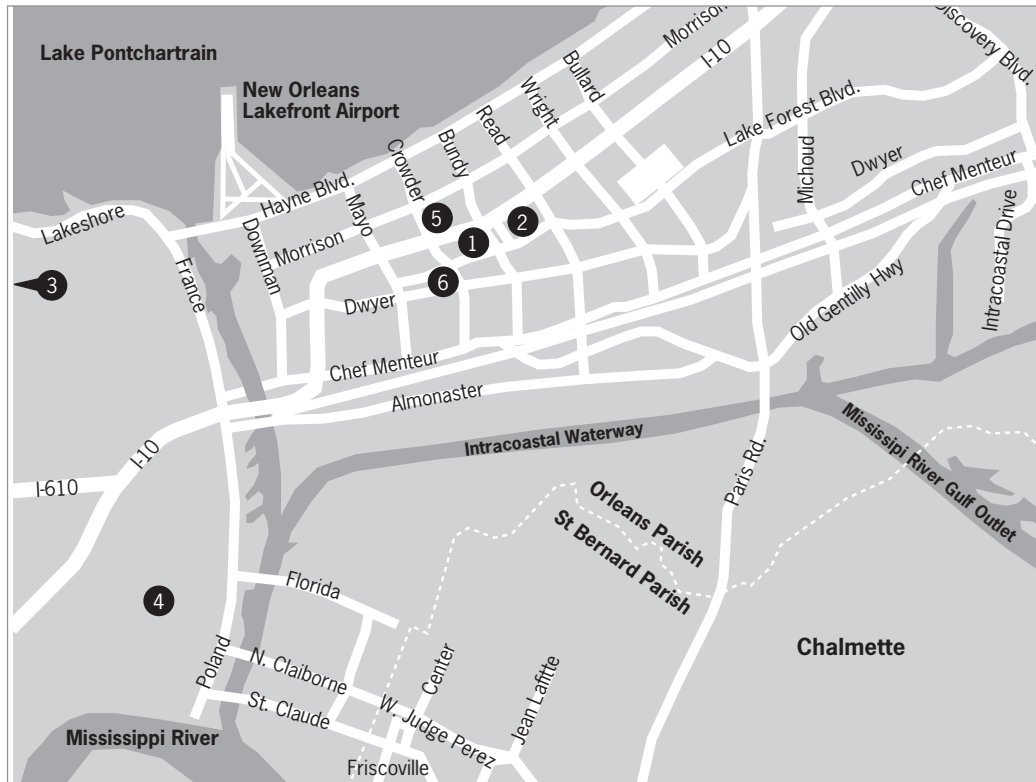 Lake Pontchartrain
New Orleans
Lakefront Airport
Discovery Blvd.
Morrison
I-10
Bullard
Wright
Read
Bundy
Crowder
Lake Forest Blvd.
Michoud
Dwyer
Chef Menteur
Hayne Blvd.
Mayo
Morrison
Downman
Lakeshore
France
5
2
1
3
6
Dwyer
Intracoastal Drive
Old Gentilly Hwy
Chef Menteur
Almonaster
Intracoastal Waterway
Mississipi River Gulf Outlet
I-10
I-610
Paris Rd.
Orleans Parish
St Bernard Parish
4
Florida
Chalmette
Poland
N. Claiborne
Center
Jean Lafitte
St. Claude
W. Judge Perez
Mississippi River
Friscoville